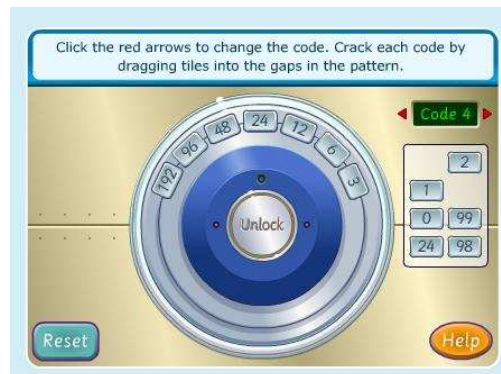 Click the red arrows to change the code. Crack each code by
dragging tiles into the gaps in the pattern.
Code 4
192 96 48 24 12 6 3
2
1
0 99
24 98
Unlock
Reset
Help